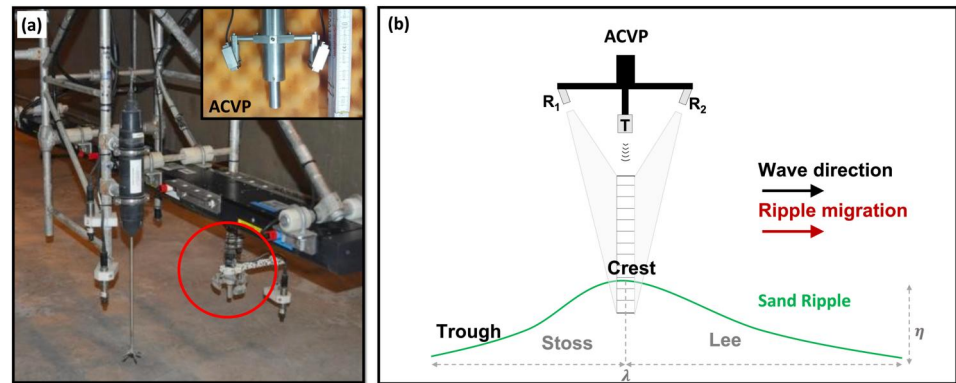 (a)
ACVP
(b)
ACVP
R1
R2
T
Wave direction
Ripple migration
Crest
Sand Ripple
Trough
Stoss
Lee
η
λ